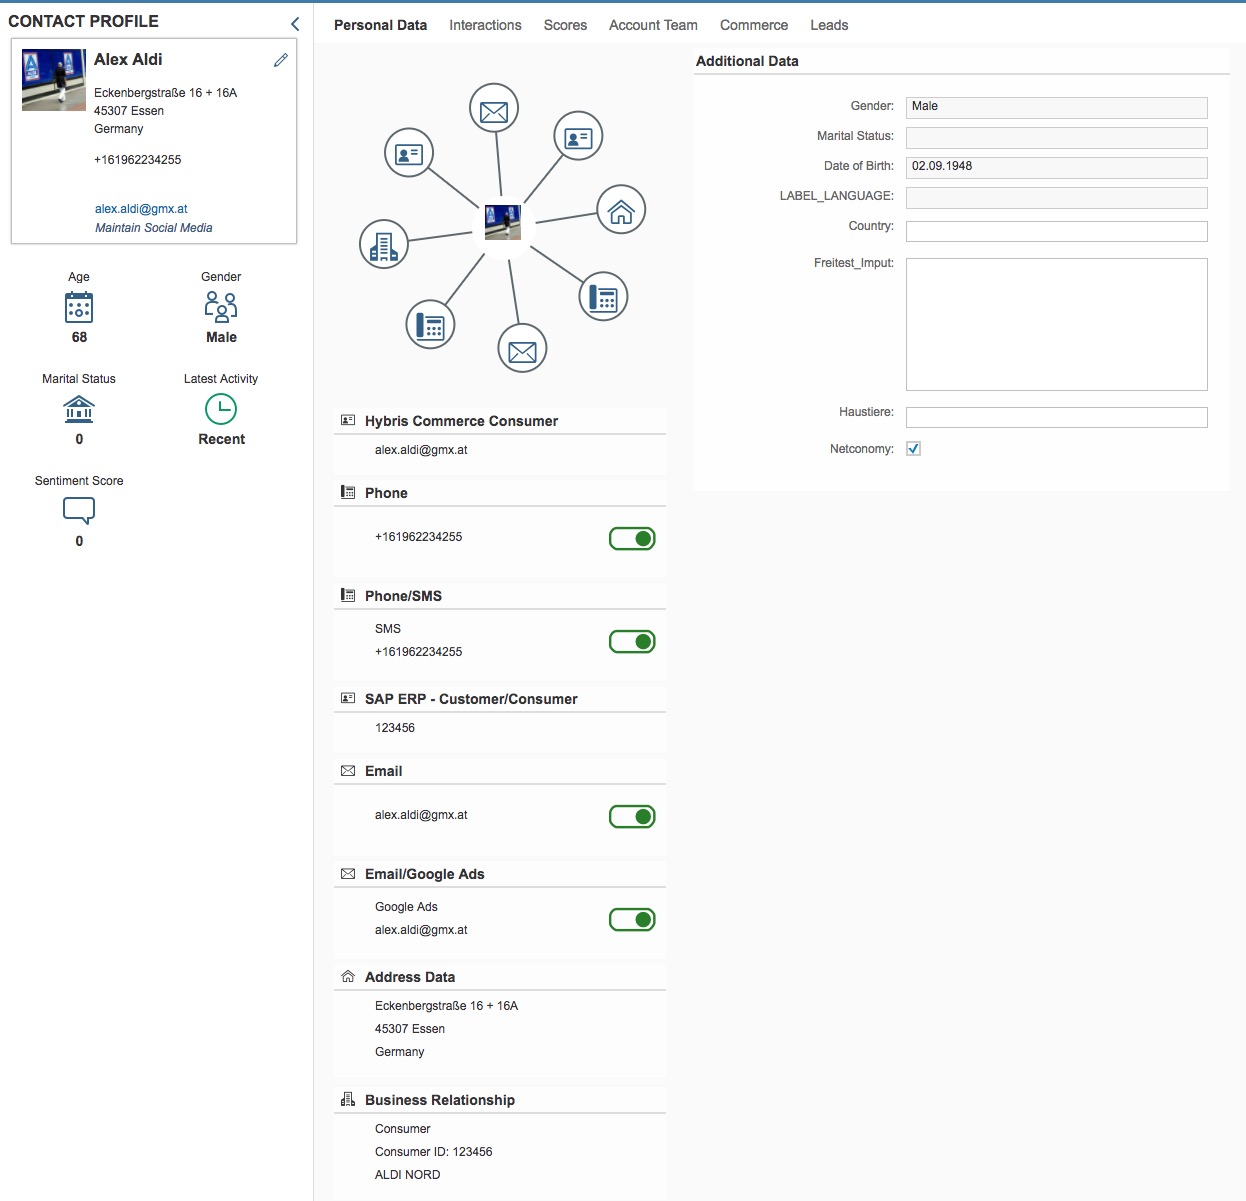 CONTACT PROFILE
Alex Aldi
Eckenbergstraße 16 + 16A
45307 Essen
Germany
+161962234255
alex.aldi@gmx.at
Maintain Social Media
Age
Gender
68
Male
Marital Status
Latest Activity
0
Recent
Sentiment Score
0
Personal Data
Interactions
Scores
Account Team
Commerce
Leads
Hybris Commerce Consumer
alex.aldi@gmx.at
Phone
+161962234255
Phone/SMS
SMS
+161962234255
SAP ERP - Customer/Consumer
123456
Email
alex.aldi@gmx.at
Email/Google Ads
Google Ads
alex.aldi@gmx.at
Address Data
Eckenbergstraße 16 + 16A
45307 Essen
Germany
Business Relationship
Consumer
Consumer ID: 123456
ALDI NORD
Additional Data
Gender: Male
Marital Status:
Date of Birth: 02.09.1948
LABEL_LANGUAGE:
Country:
Freitest_Imput:
Haustiere:
Netconomy: